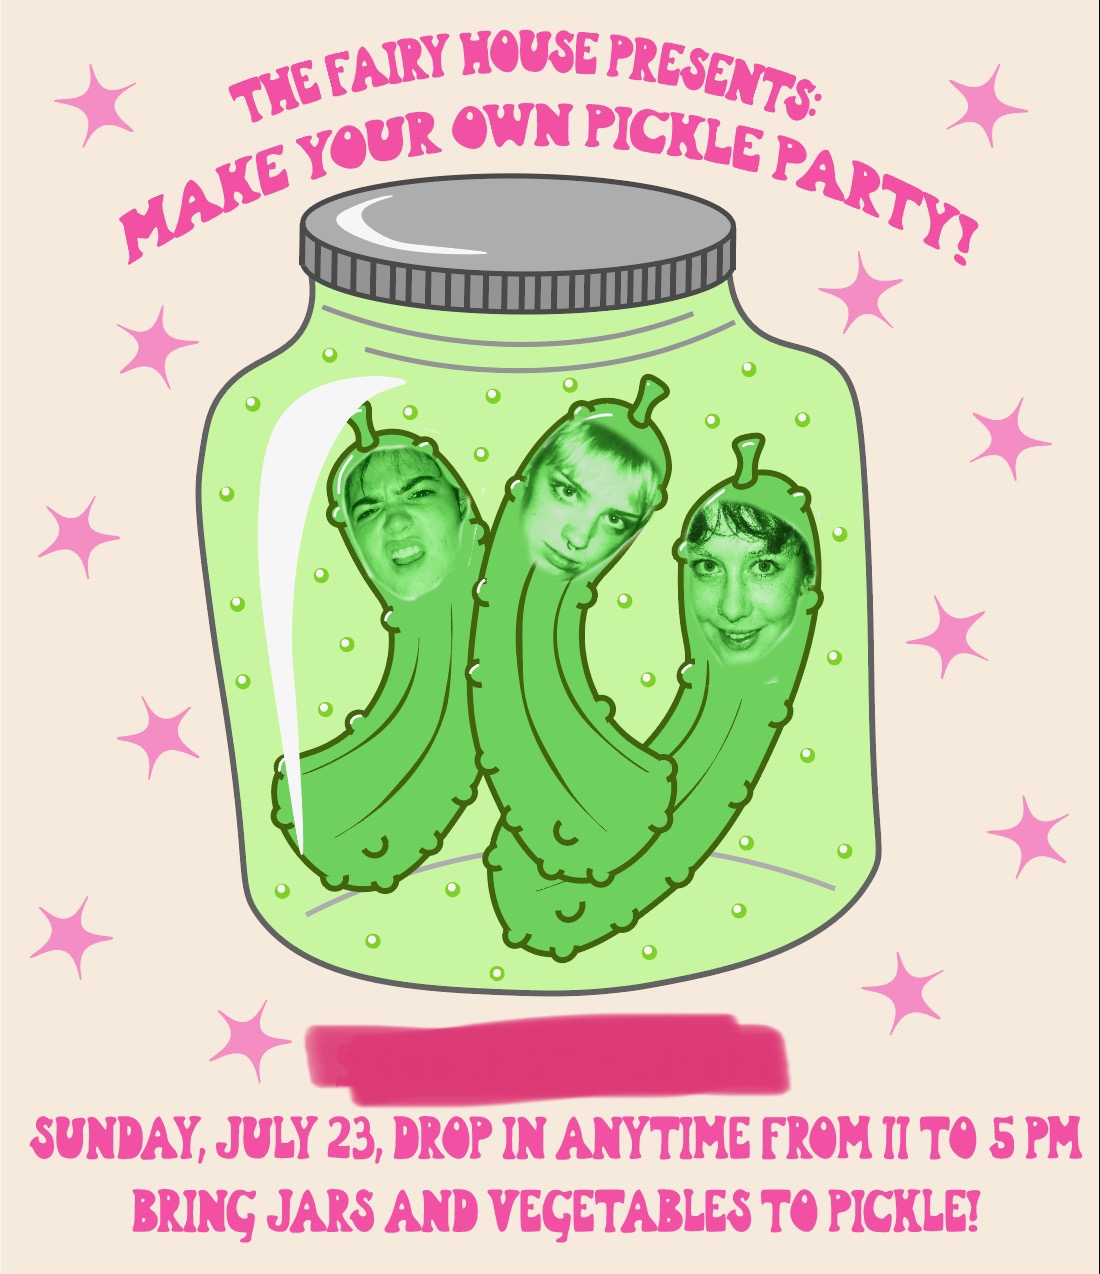 THE FAIRY HOUSE PRESENTS:
MAKE YOUR OWN PICKLE PARTY!
SUNDAY, JULY 23, DROP IN ANYTIME FROM 11 TO 5 PM
BRING JARS AND VEGETABLES TO PICKLE!